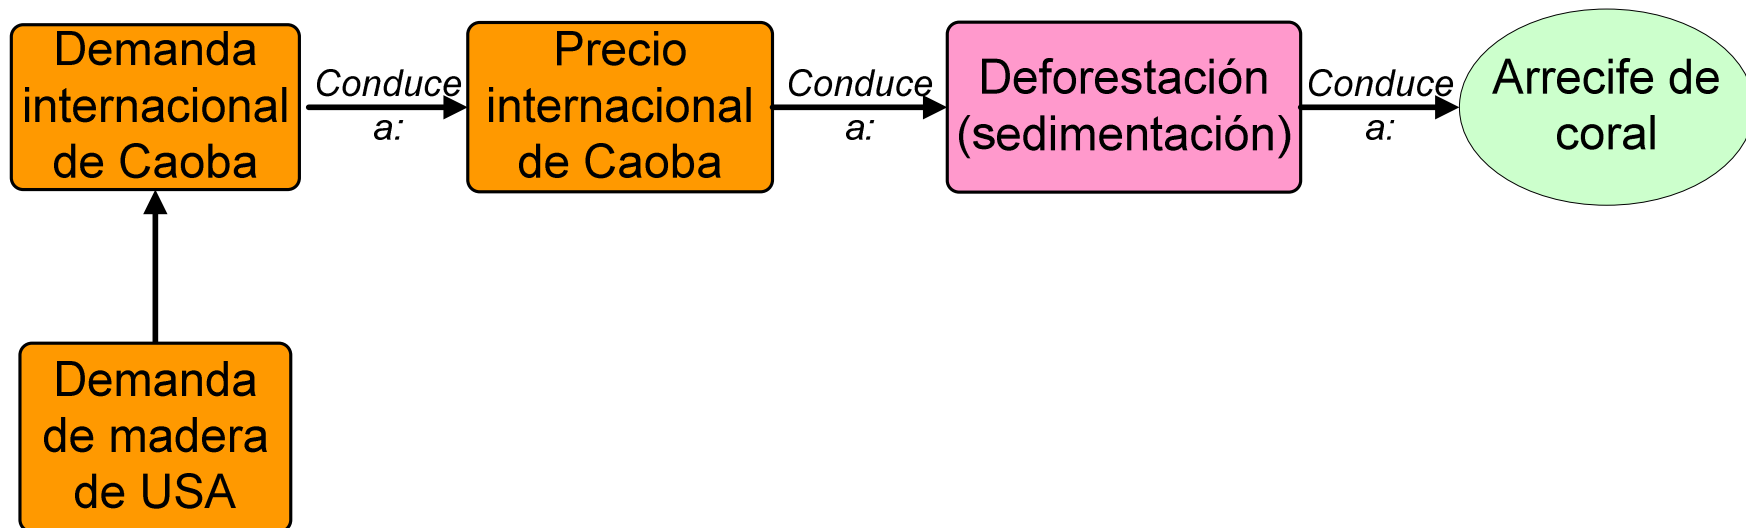 Demanda
internacional
de Caoba
Conduce
a:
Precio
internacional
de Caoba
Conduce
a:
Deforestación
(sedimentación)
Conduce
a:
Arrecife de
coral
Demanda
de madera
de USA